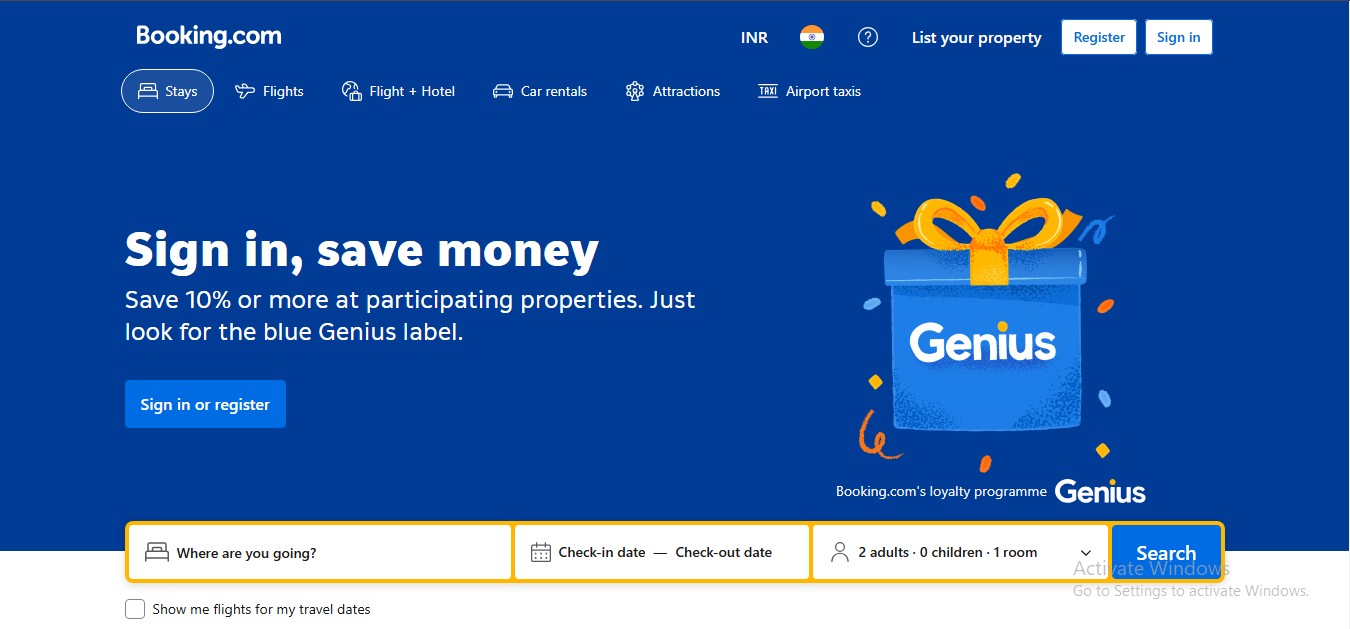 Booking.com
INR
?
List your property
Register
Sign in
Stays
Flights
Flight + Hotel
Car rentals
Attractions
TAXI
Airport taxis
Sign in, save money
Save 10% or more at participating properties. Just
look for the blue Genius label.
Sign in or register
Genius
Booking.com's loyalty programme Genius
Where are you going?
Check-in date — Check-out date
2 adults · 0 children · 1 room
Search
Activate Windows
Go to Settings to activate Windows.
Show me flights for my travel dates